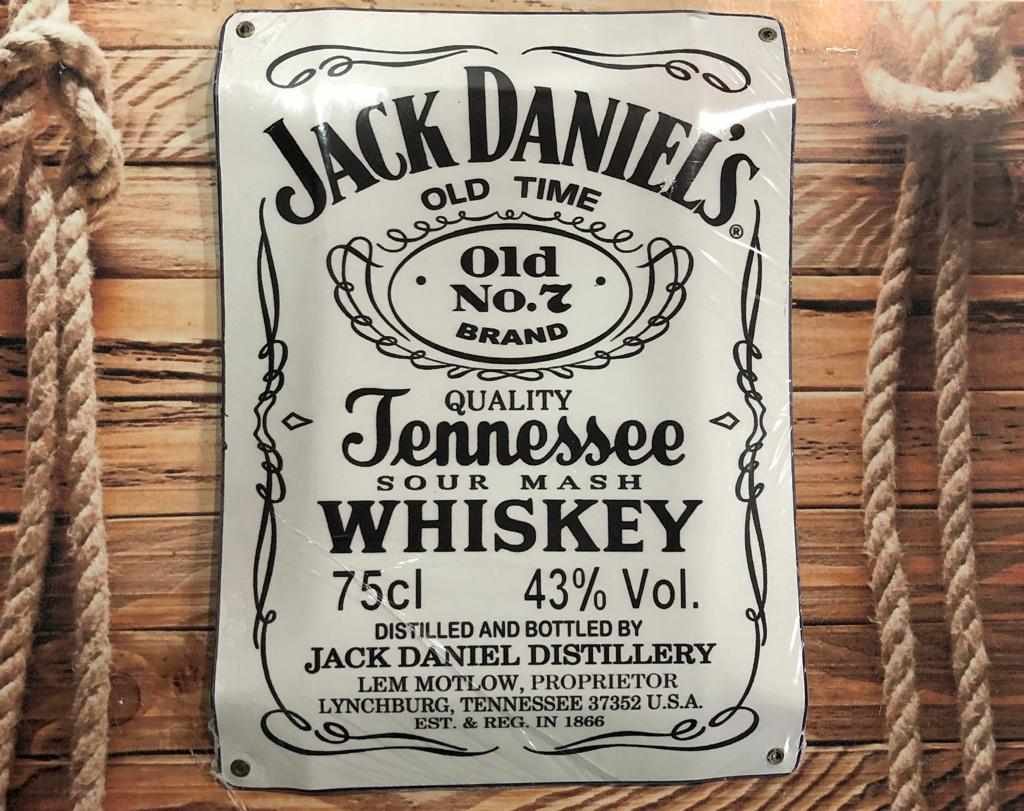 JACK DANIEL'S®
OLD TIME
Old
No.7
BRAND
QUALITY
Tennessee
SOUR MASH
WHISKEY
75cl 43% Vol.
DISTILLED AND BOTTLED BY
JACK DANIEL DISTILLERY
LEM MOTLOW, PROPRIETOR
LYNCHBURG, TENNESSEE 37352 U.S.A.
EST. & REG. IN 1866